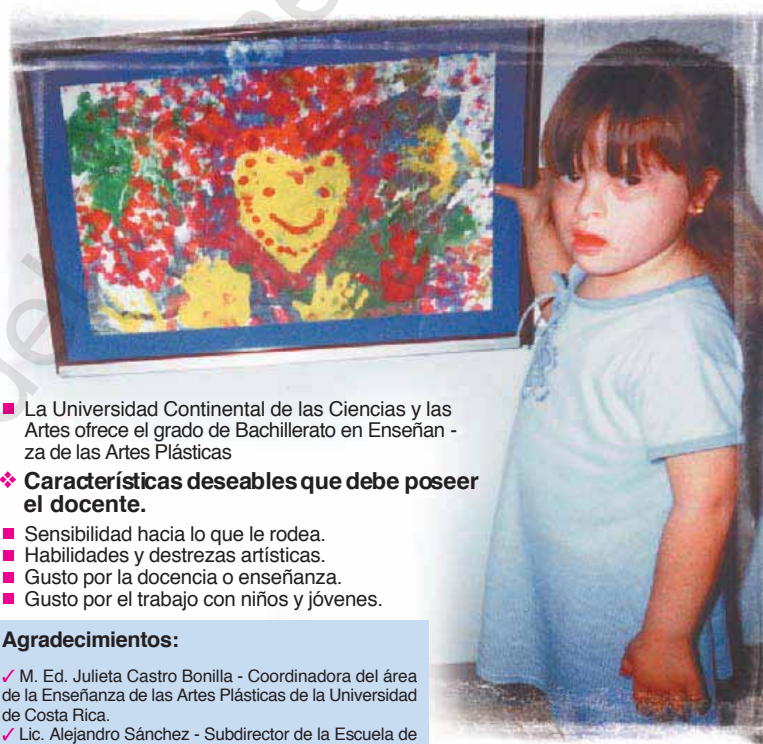 ■ La Universidad Continental de las Ciencias y las
Artes ofrece el grado de Bachillerato en Enseñan -
za de las Artes Plásticas
❖ Características deseables que debe poseer
el docente.
■ Sensibilidad hacia lo que le rodea.
■ Habilidades y destrezas artísticas.
■ Gusto por la docencia o enseñanza.
■ Gusto por el trabajo con niños y jóvenes.
Agradecimientos:
✓ M. Ed. Julieta Castro Bonilla - Coordinadora del área
de la Enseñanza de las Artes Plásticas de la Universidad
de Costa Rica.
✓ Lic. Alejandro Sánchez - Subdirector de la Escuela de